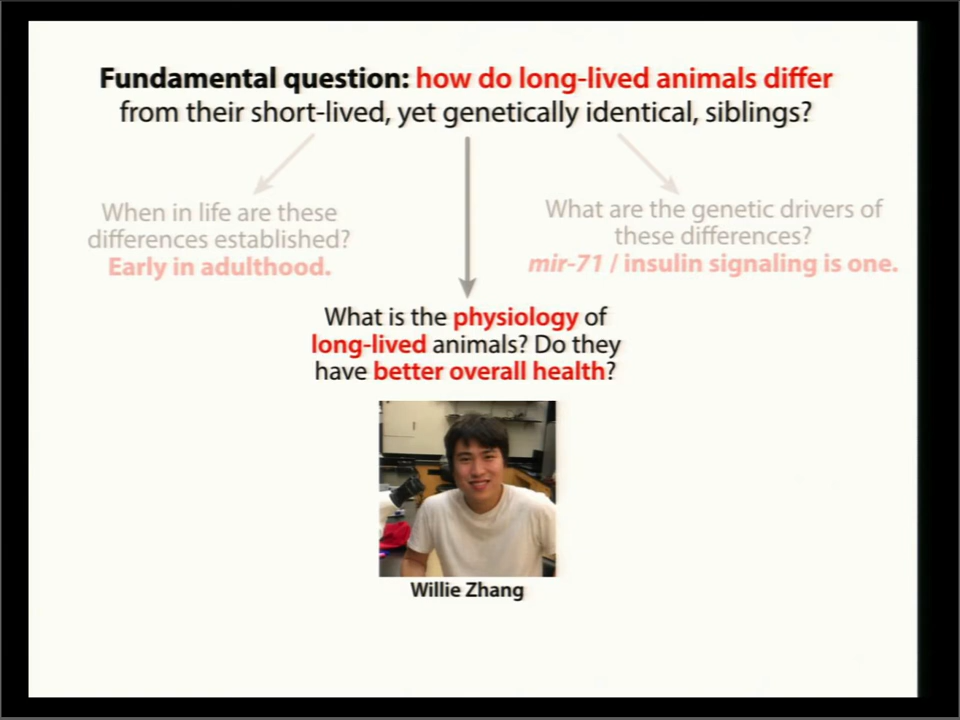 Fundamental question: how do long-lived animals differ
from their short-lived, yet genetically identical, siblings?
When in life are these
differences established?
Early in adulthood.
What are the genetic drivers of
these differences?
mir-71 / insulin signaling is one.
What is the physiology of
long-lived animals? Do they
have better overall health?
Willie Zhang